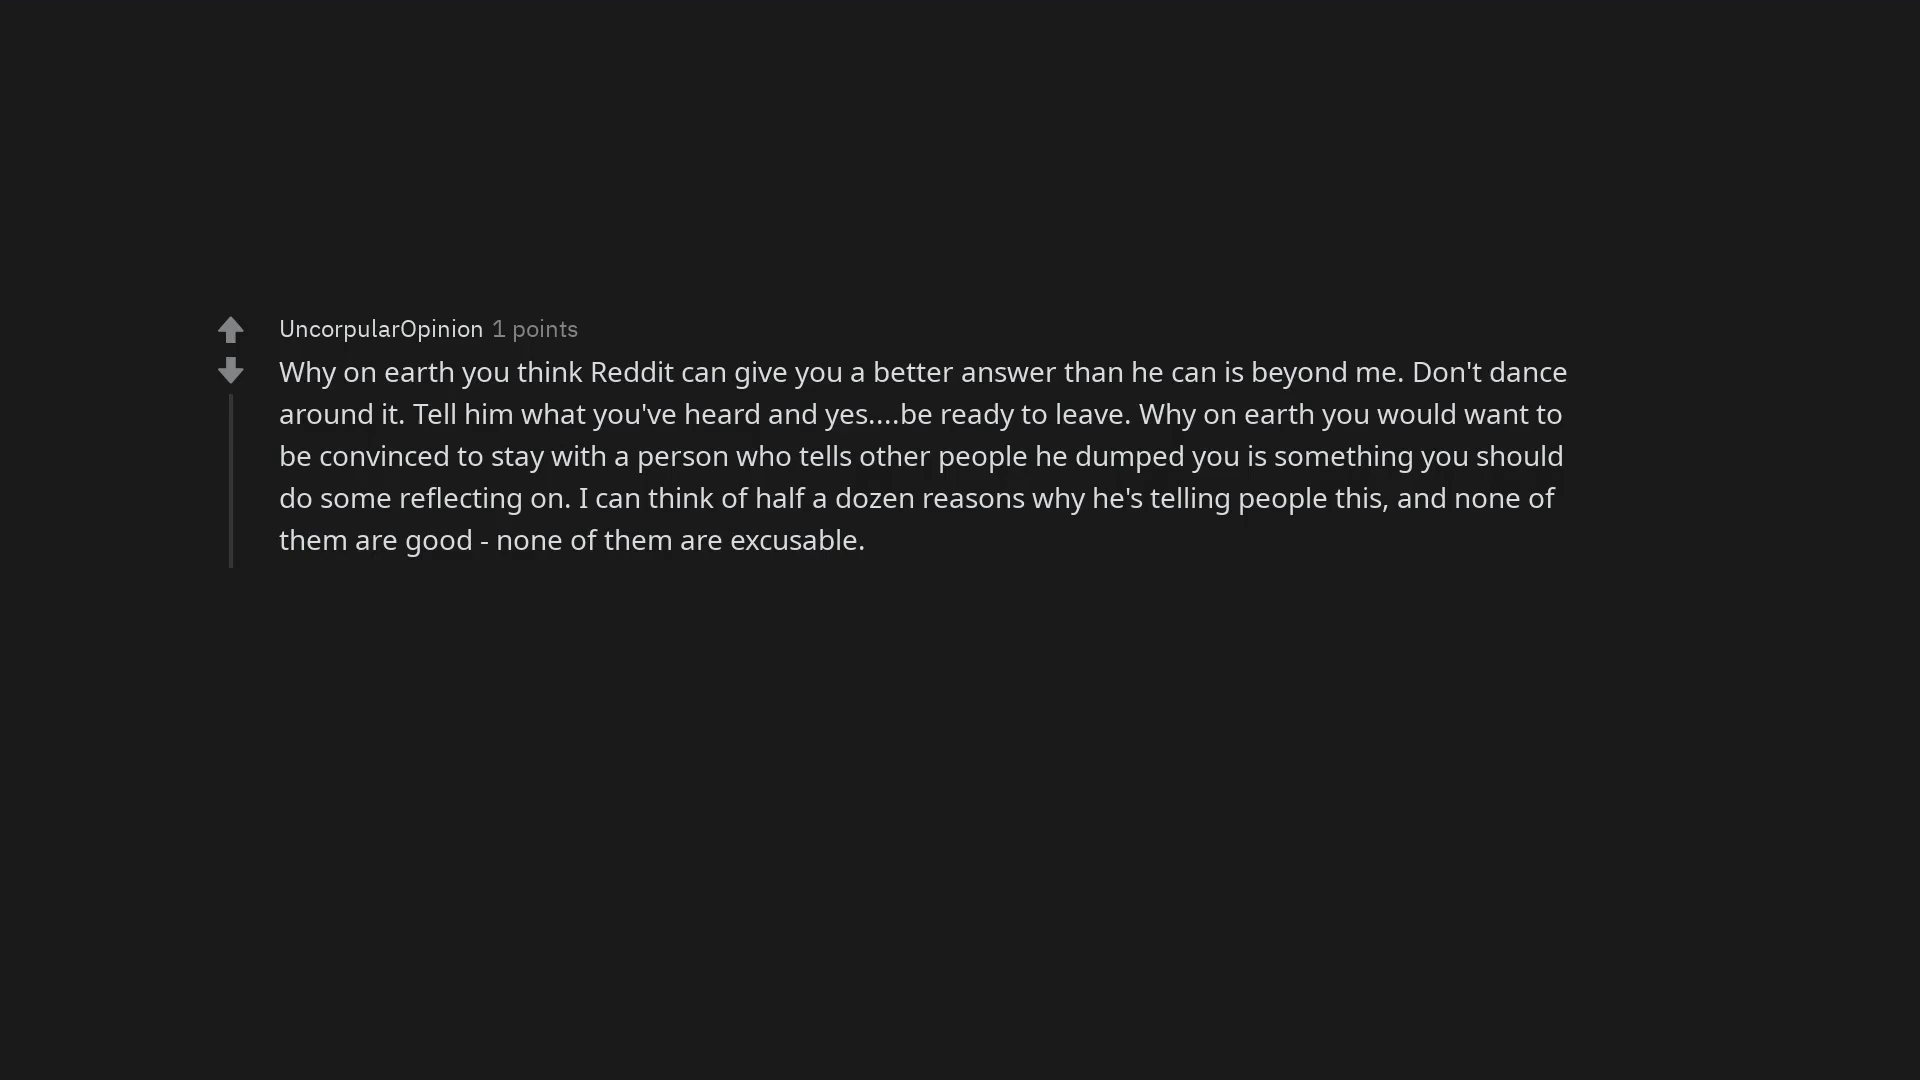 UncorpularOpinion 1 points
Why on earth you think Reddit can give you a better answer than he can is beyond me. Don't dance
around it. Tell him what you've heard and yes....be ready to leave. Why on earth you would want to
be convinced to stay with a person who tells other people he dumped you is something you should
do some reflecting on. I can think of half a dozen reasons why he's telling people this, and none of
them are good - none of them are excusable.